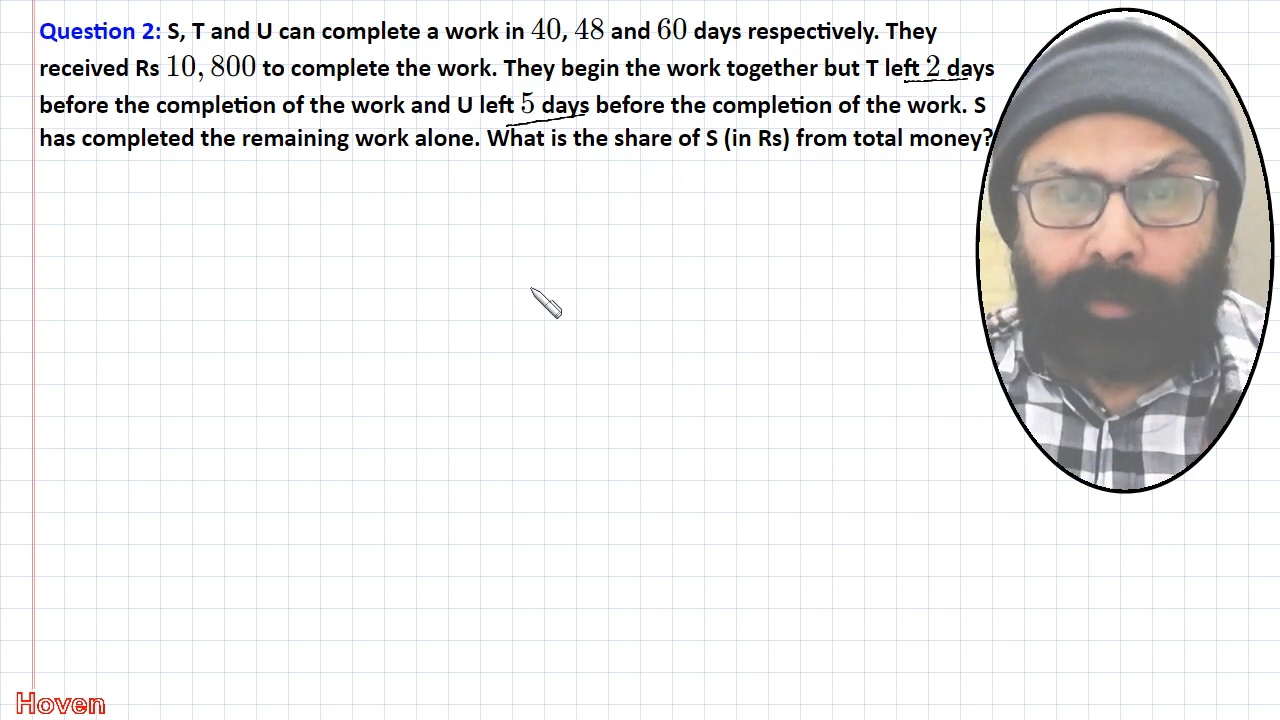 Question 2: S, T and U can complete a work in 40, 48 and 60 days respectively. They
received Rs 10, 800 to complete the work. They begin the work together but T left 2 days
before the completion of the work and U left 5 days before the completion of the work. S
has completed the remaining work alone. What is the share of S (in Rs) from total money?
Hoven